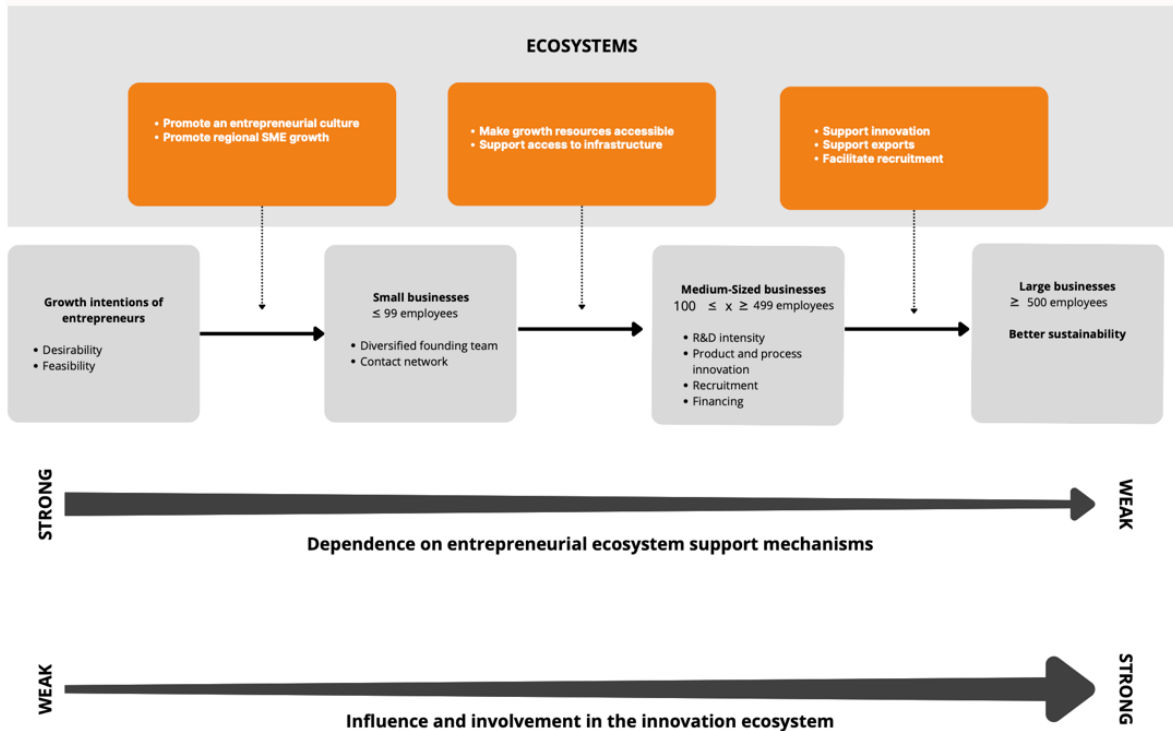 ECOSYSTEMS
• Promote an entrepreneurial culture
• Promote regional SME growth
• Make growth resources accessible
• Support access to infrastructure
• Support innovation
• Support exports
• Facilitate recruitment
Growth intentions of
entrepreneurs
• Desirability
• Feasibility
Small businesses
≤ 99 employees
• Diversified founding team
• Contact network
Medium-Sized businesses
100 ≤ x ≥ 499 employees
• R&D intensity
• Product and process
innovation
• Recruitment
• Financing
Large businesses
≥ 500 employees
Better sustainability
STRONG
WEAK
Dependence on entrepreneurial ecosystem support mechanisms
WEAK
STRONG
Influence and involvement in the innovation ecosystem